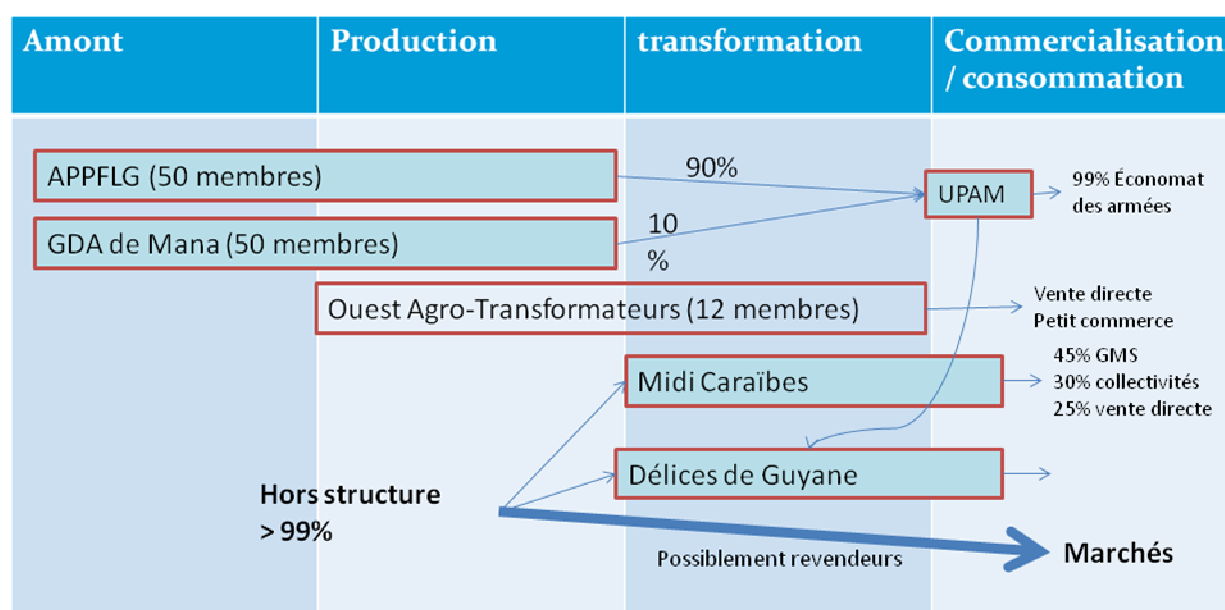 Amont
Production
transformation
Commercialisation
/ consommation
APPFLG (50 membres)
90%
UPAM
99% Économat
des armées
GDA de Mana (50 membres)
10
%
Ouest Agro-Transformateurs (12 membres)
Vente directe
Petit commerce
Midi Caraïbes
45% GMS
30% collectivités
25% vente directe
Délices de Guyane
Hors structure
> 99%
Possiblement revendeurs
Marchés